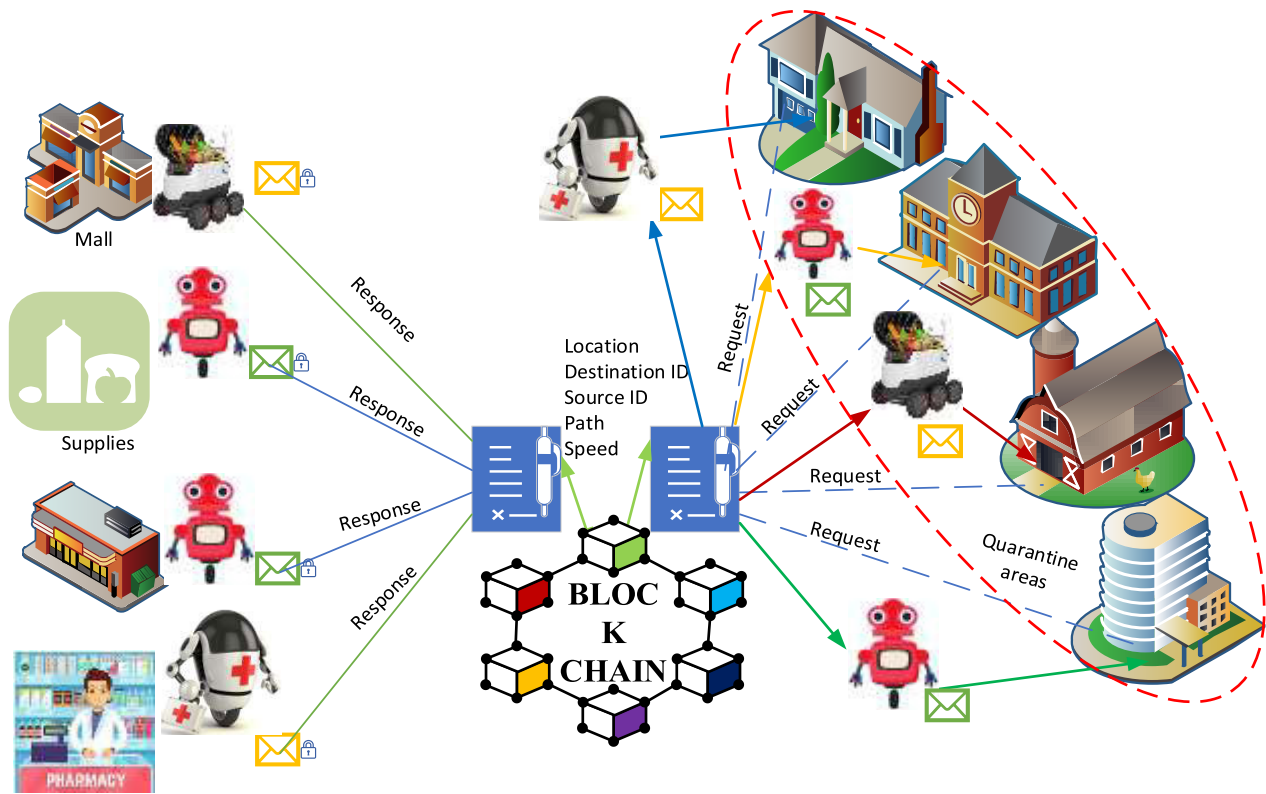 Mall
Supplies
PHARMACY
Response
Response
Response
Response
Location
Destination ID
Source ID
Path
Speed
BLOC
K
CHAIN
Request
Request
Request
Request
Quarantine
areas